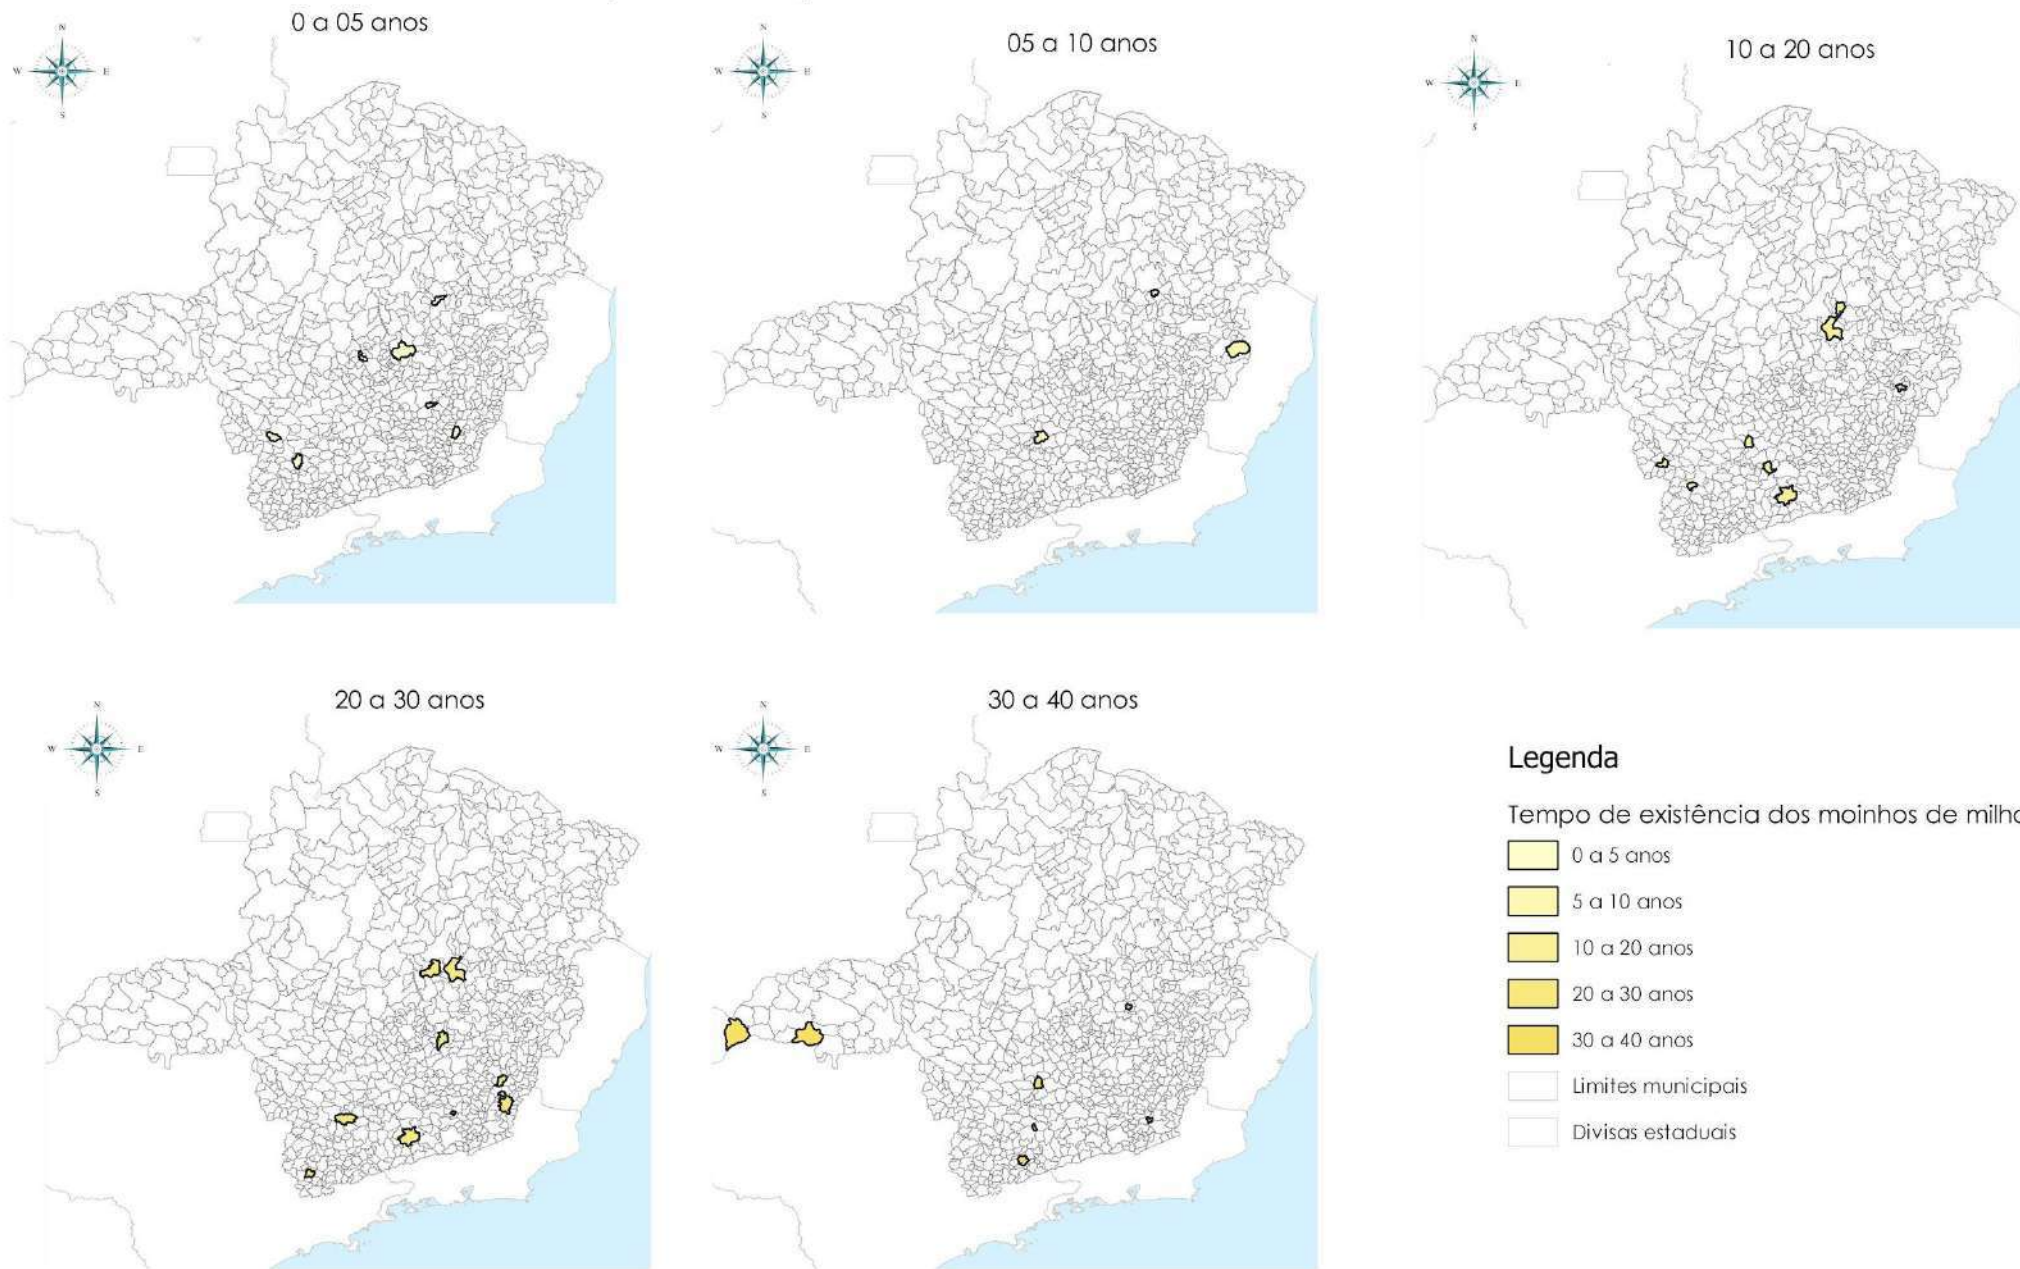 0 a 05 anos
N
W
E
S
05 a 10 anos
N
W
E
S
10 a 20 anos
N
W
E
S
20 a 30 anos
N
W
E
S
30 a 40 anos
N
W
E
S
Legenda
Tempo de existência dos moinhos de milho
0 a 5 anos
5 a 10 anos
10 a 20 anos
20 a 30 anos
30 a 40 anos
Limites municipais
Divisas estaduais